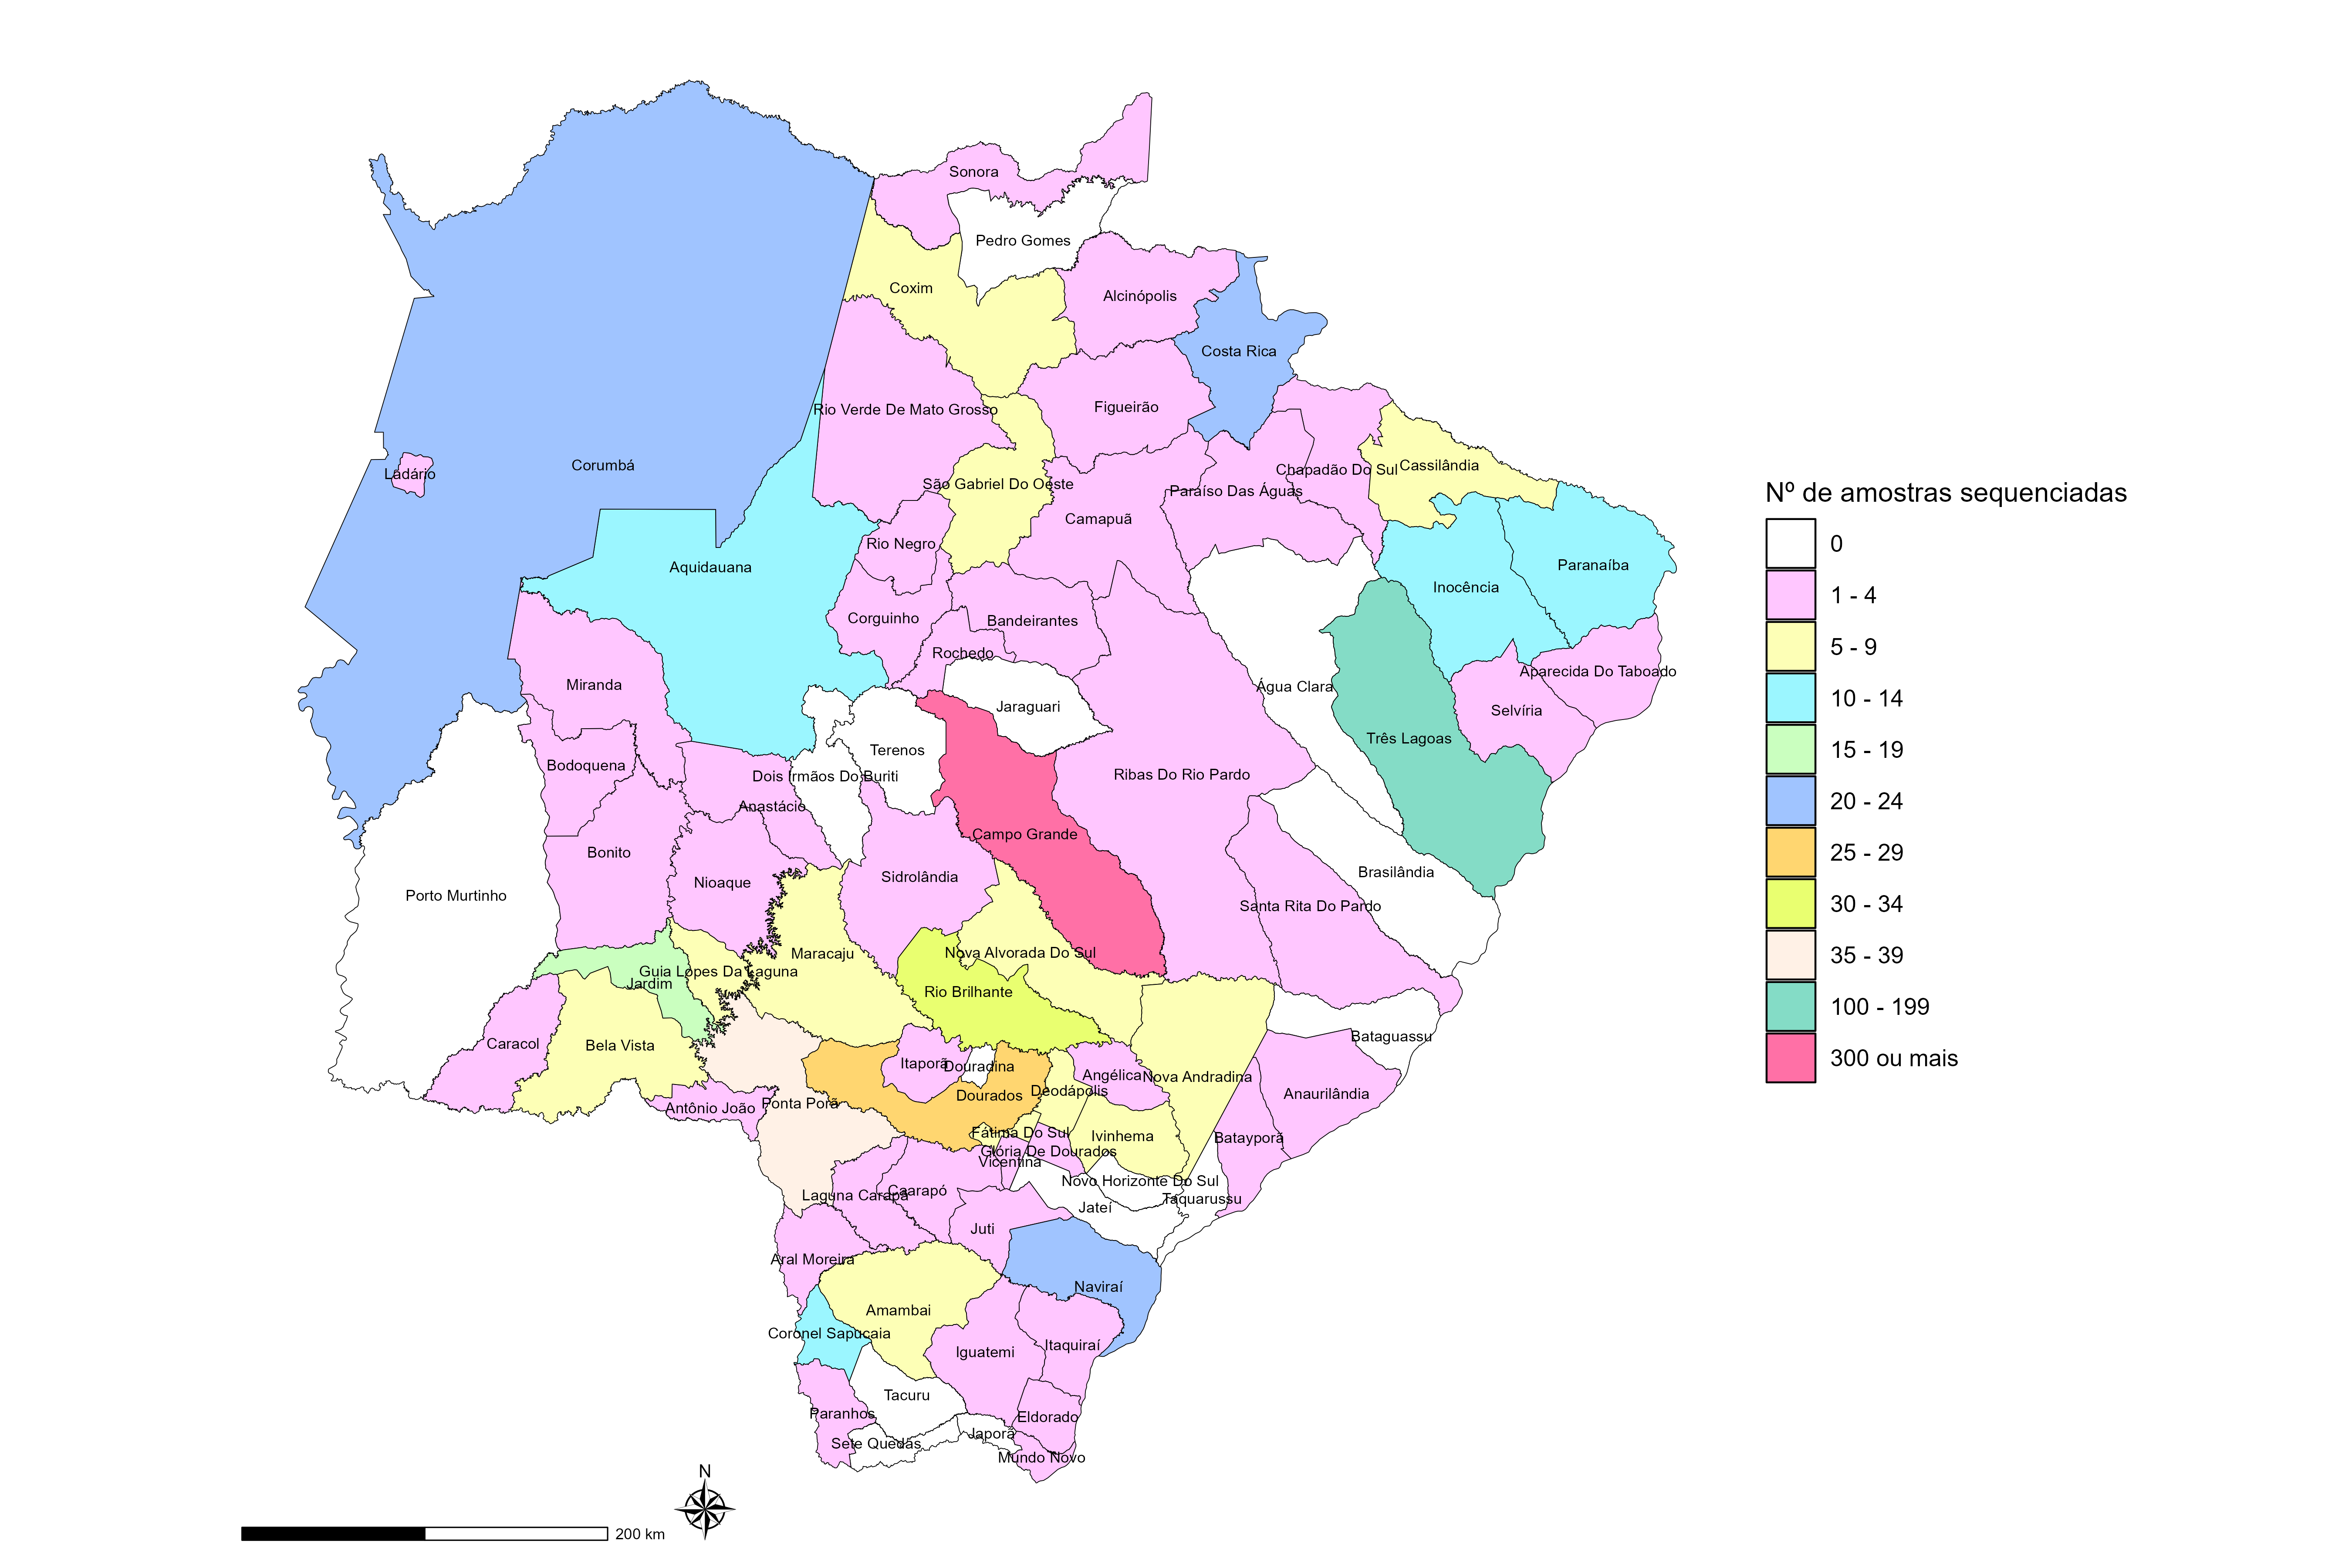 Sonora
Pedro Gomes
Coxim
Alcinópolis
Costa Rica
Rio Verde De Mato Grosso
Figueirão
Ladário
Corumbá
São Gabriel Do Oeste
Chapadão Do Sul
Cassilândia
Paraíso Das Águas
Camapuã
Rio Negro
Aquidauana
Inocência
Paranaíba
Corguinho
Bandeirantes
Rochedo
Miranda
Água Clara
Aparecida Do Taboado
Jaraguari
Selvíria
Três Lagoas
Terenos
Bodoquena
Dois Irmãos Do Buriti
Ribas Do Rio Pardo
Anastácio
Campo Grande
Bonito
Brasilândia
Nioaque
Sidrolândia
Porto Murtinho
Santa Rita Do Pardo
Maracaju
Nova Alvorada Do Sul
Guia Lopes Da Laguna
Jardim
Rio Brilhante
Bataguassu
Caracol
Bela Vista
Itaporã
Douradina
Angélica
Nova Andradina
Deodápolis
Dourados
Anaurilândia
Antônio João
Ponta Porã
Fátima Do Sul
Ivinhema
Batayporã
Glória De Dourados
Vicentina
Novo Horizonte Do Sul
Laguna Carapã
Caarapó
Taquarussu
Jateí
Juti
Aral Moreira
Naviraí
Amambai
Coronel Sapucaia
Iguatemi
Itaquiraí
Tacuru
Paranhos
Eldorado
Japorã
Sete Quedas
Mundo Novo
Nº de amostras sequenciadas
0
1 - 4
5 - 9
10 - 14
15 - 19
20 - 24
25 - 29
30 - 34
35 - 39
100 - 199
300 ou mais
N
200 km